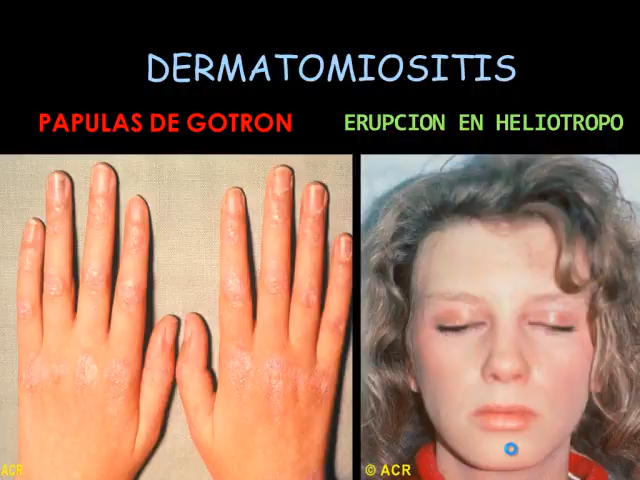 DERMATOMIOSITIS
PAPULAS DE GOTRON
ERUPCION EN HELIOTROPO
ACR
© ACR